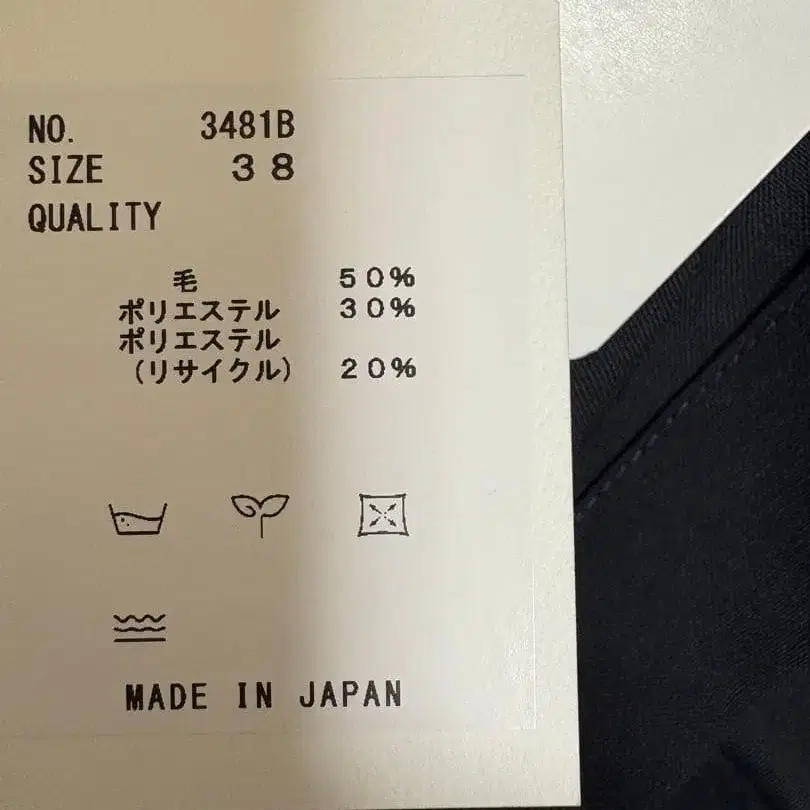 NO. 3481B
SIZE 38
QUALITY
毛 50%
ポリエステル 30%
ポリエステル
(リサイクル) 20%
MADE IN JAPAN